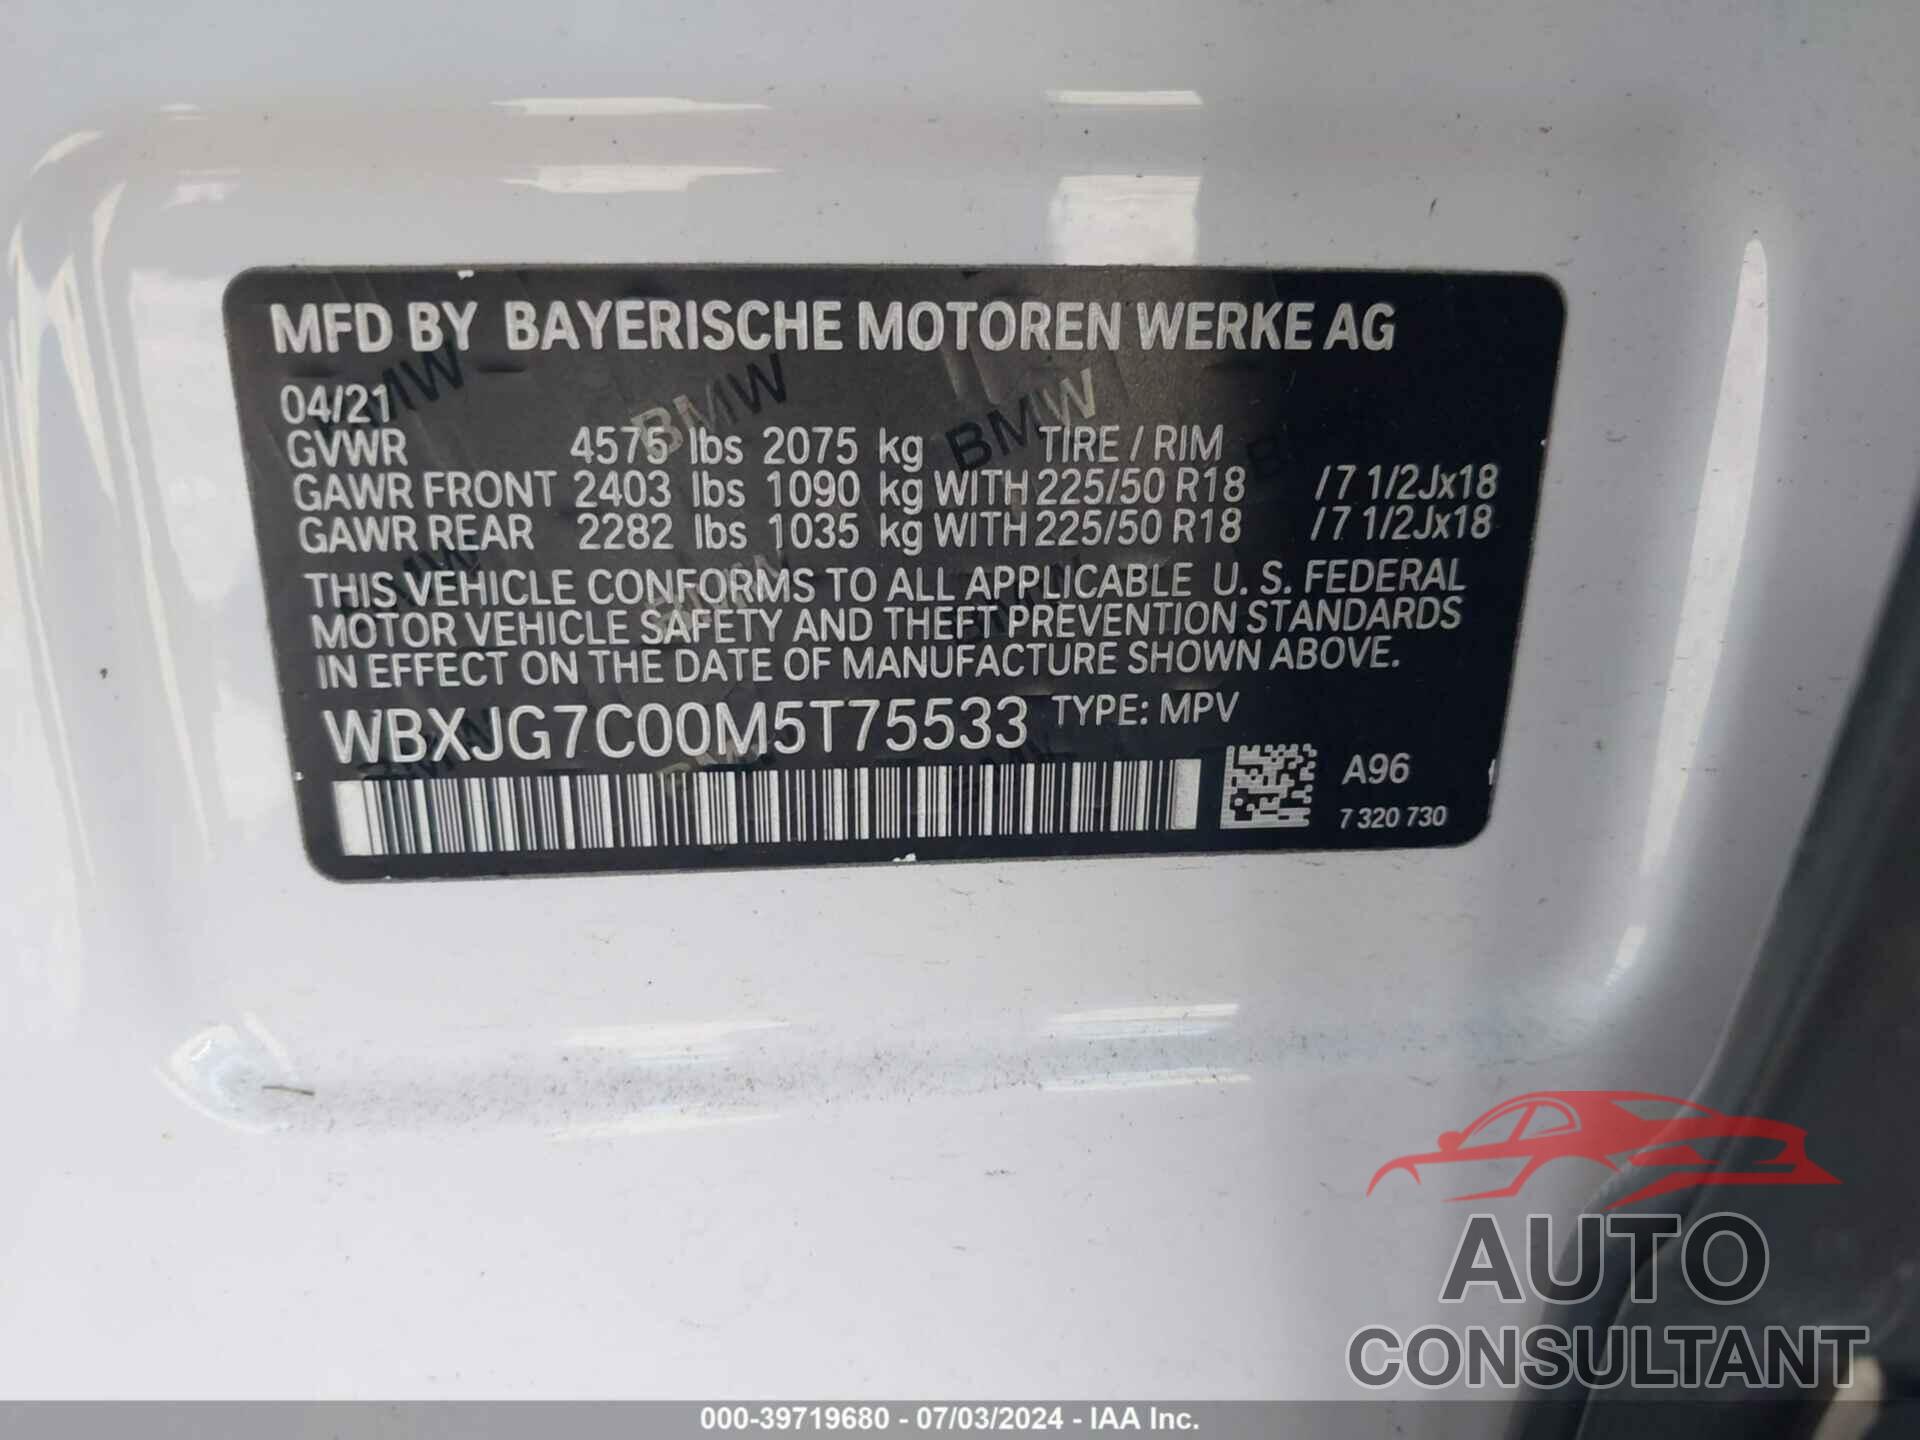 MFD BY BAYERISCHE MOTOREN WERKE AG
04/21
GVWR 4575 lbs 2075 kg TIRE / RIM
GAWR FRONT 2403 lbs 1090 kg WITH 225/50 R18 /7 1/2Jx18
GAWR REAR 2282 lbs 1035 kg WITH 225/50 R18 /7 1/2Jx18
THIS VEHICLE CONFORMS TO ALL APPLICABLE U. S. FEDERAL
MOTOR VEHICLE SAFETY AND THEFT PREVENTION STANDARDS
IN EFFECT ON THE DATE OF MANUFACTURE SHOWN ABOVE.
WBXJG7C00M5T75533 TYPE: MPV
A96
7 320 730
BMW BMW BMW
AUTO
CONSULTANT
000-39719680 - 07/03/2024 - IAA Inc.